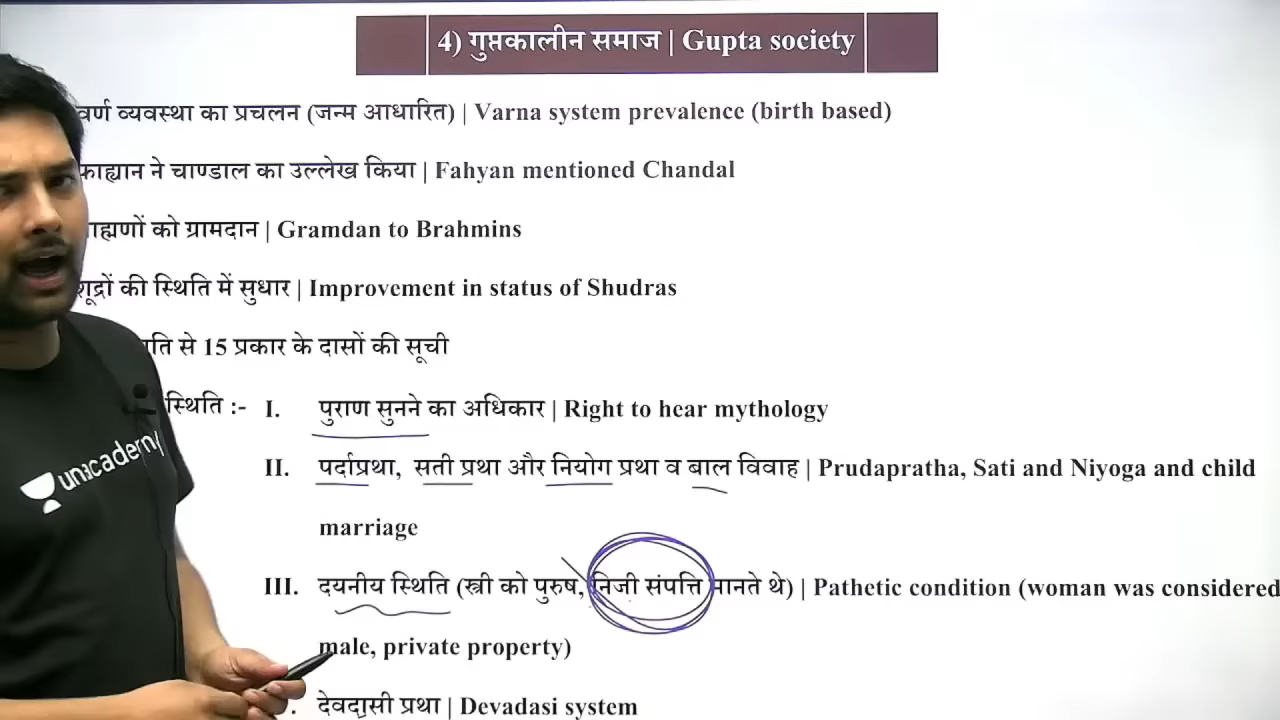 4) गुप्तकालीन समाज | Gupta society
वर्ण व्यवस्था का प्रचलन (जन्म आधारित) | Varna system prevalence (birth based)
फाह्यान ने चाण्डाल का उल्लेख किया | Fahyan mentioned Chandal
को ग्रामदान | Gramdan to Brahmins
शूद्रों की स्थिति में सुधार | Improvement in status of Shudras
से 15 प्रकार के दासों की सूची
स्थिति :- I. पुराण सुनने का अधिकार | Right to hear mythology
II. पर्दाप्रथा, सती प्रथा और नियोग प्रथा व बाल विवाह | Prudapratha, Sati and Niyoga and child
marriage
III. दयनीय स्थिति (स्त्री को पुरुष, निजी संपत्ति मानते थे) | Pathetic condition (woman was considered
male, private property)
देवदासी प्रथा | Devadasi system
unacademy